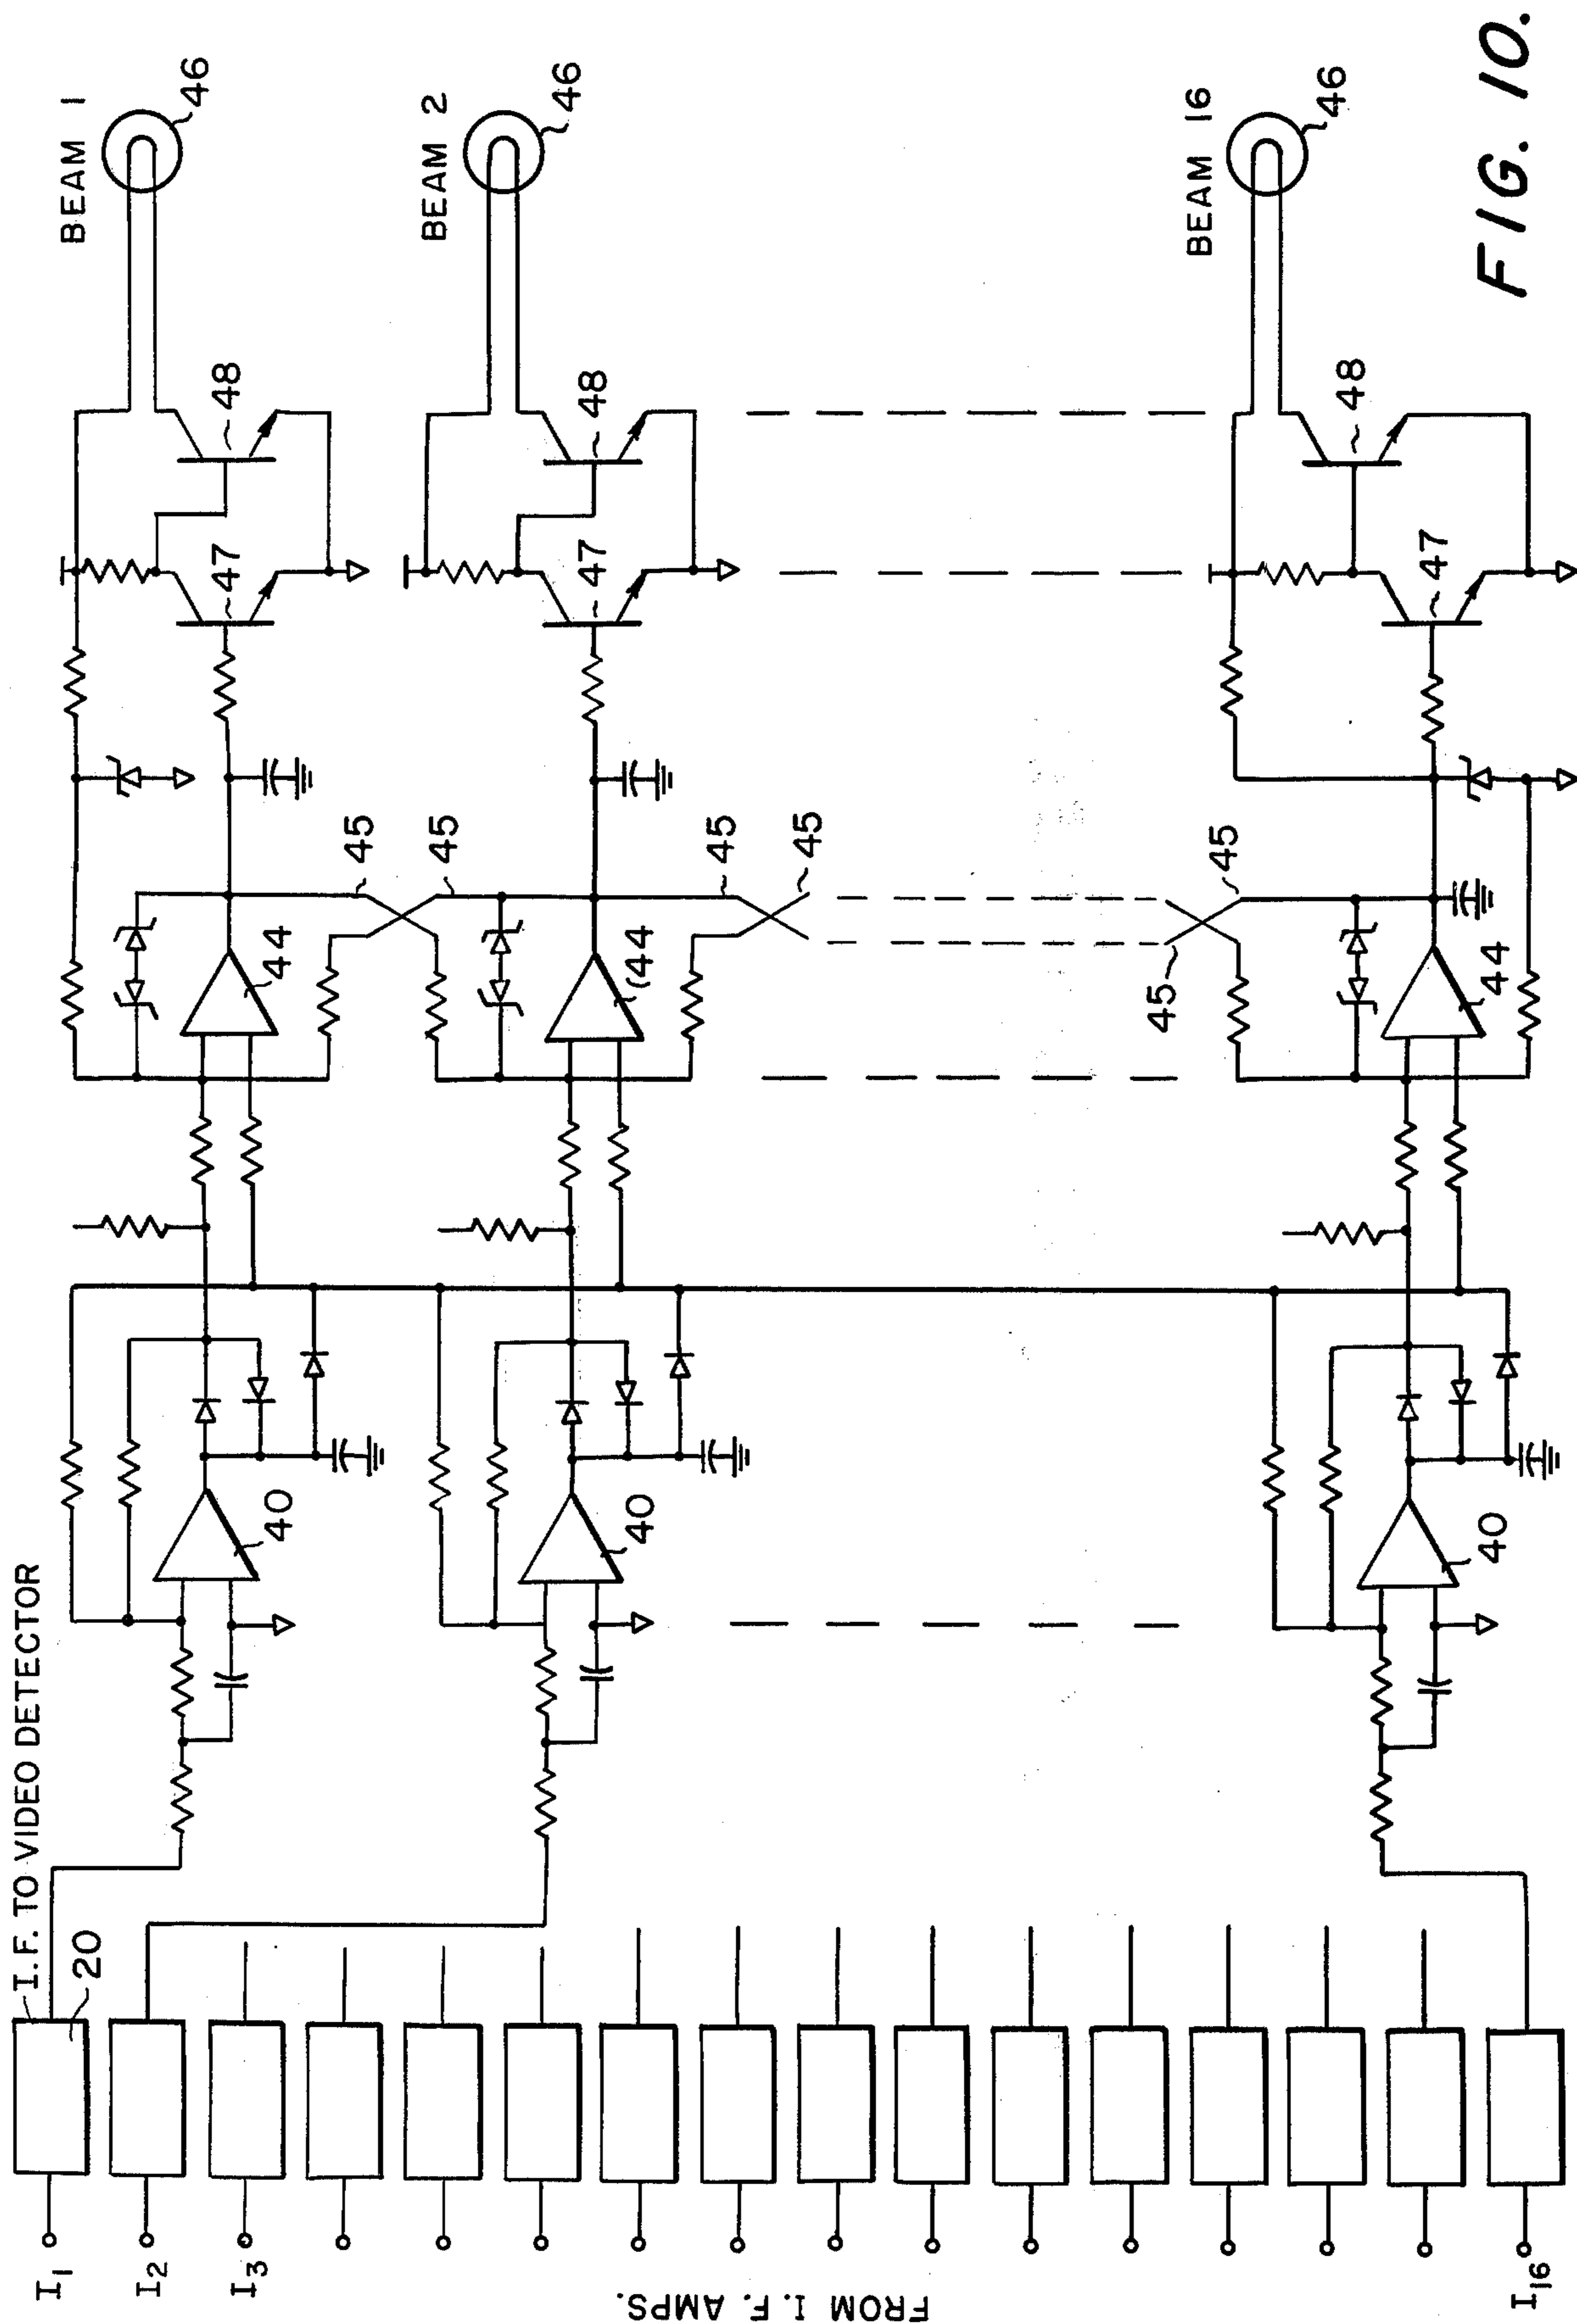 I.F. TO VIDEO DETECTOR
20
I1
I2
I3
I16
FROM I. F. AMPS.
40
40
40
44
44
44
45
45
45
45
45
45
47
48
47
48
47
48
BEAM 1
46
BEAM 2
46
BEAM 16
46
FIG. 10.